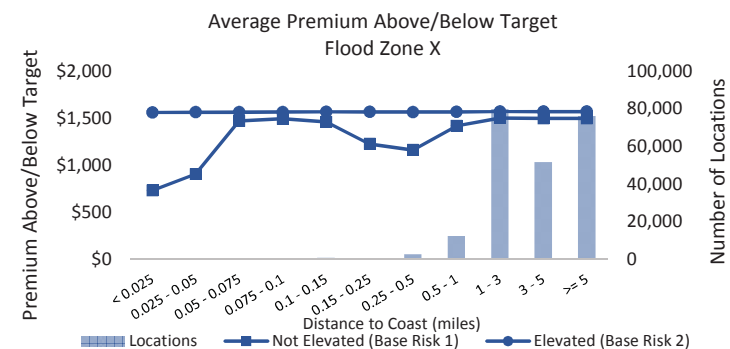 Average Premium Above/Below Target
Flood Zone X
Premium Above/Below Target
$2,000
$1,500
$1,000
$500
$0
100,000
80,000
60,000
40,000
20,000
0
Number of Locations
< 0.025
0.025 - 0.05
0.05 - 0.075
0.075 - 0.1
0.1 - 0.15
0.15 - 0.25
0.25 - 0.5
0.5 - 1
1 - 3
3 - 5
>= 5
Distance to Coast (miles)
Locations
Not Elevated (Base Risk 1)
Elevated (Base Risk 2)